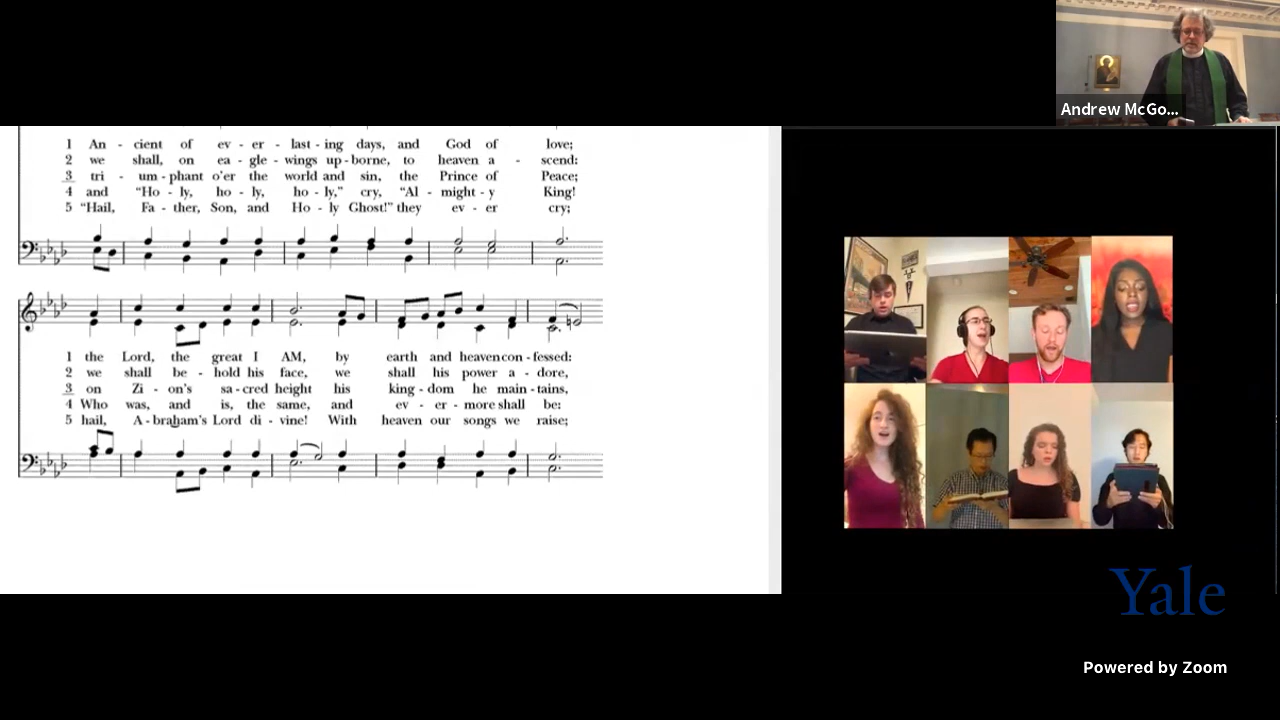 Andrew McGo...
1 An - cient of ev - er - last - ing days, and God of love;
2 we shall, on ea - gle - wings up - borne, to heaven a - scend:
3 tri - um - phant o'er the world and sin, the Prince of Peace;
4 and “Ho - ly, ho - ly, ho - ly,” cry, “Al - might - y King!
5 “Hail, Fa - ther, Son, and Ho - ly Ghost!” they ev - er cry;
1 the Lord, the great I AM, by earth and heaven con - fessed:
2 we shall be - hold his face, we shall his power a - dore,
3 on Zi - on's sa - cred height his king - dom he main - tains,
4 Who was, and is, the same, and ev - er - more shall be:
5 hail, A - braham's Lord di - vine! With heaven our songs we raise;
Yale
Powered by Zoom